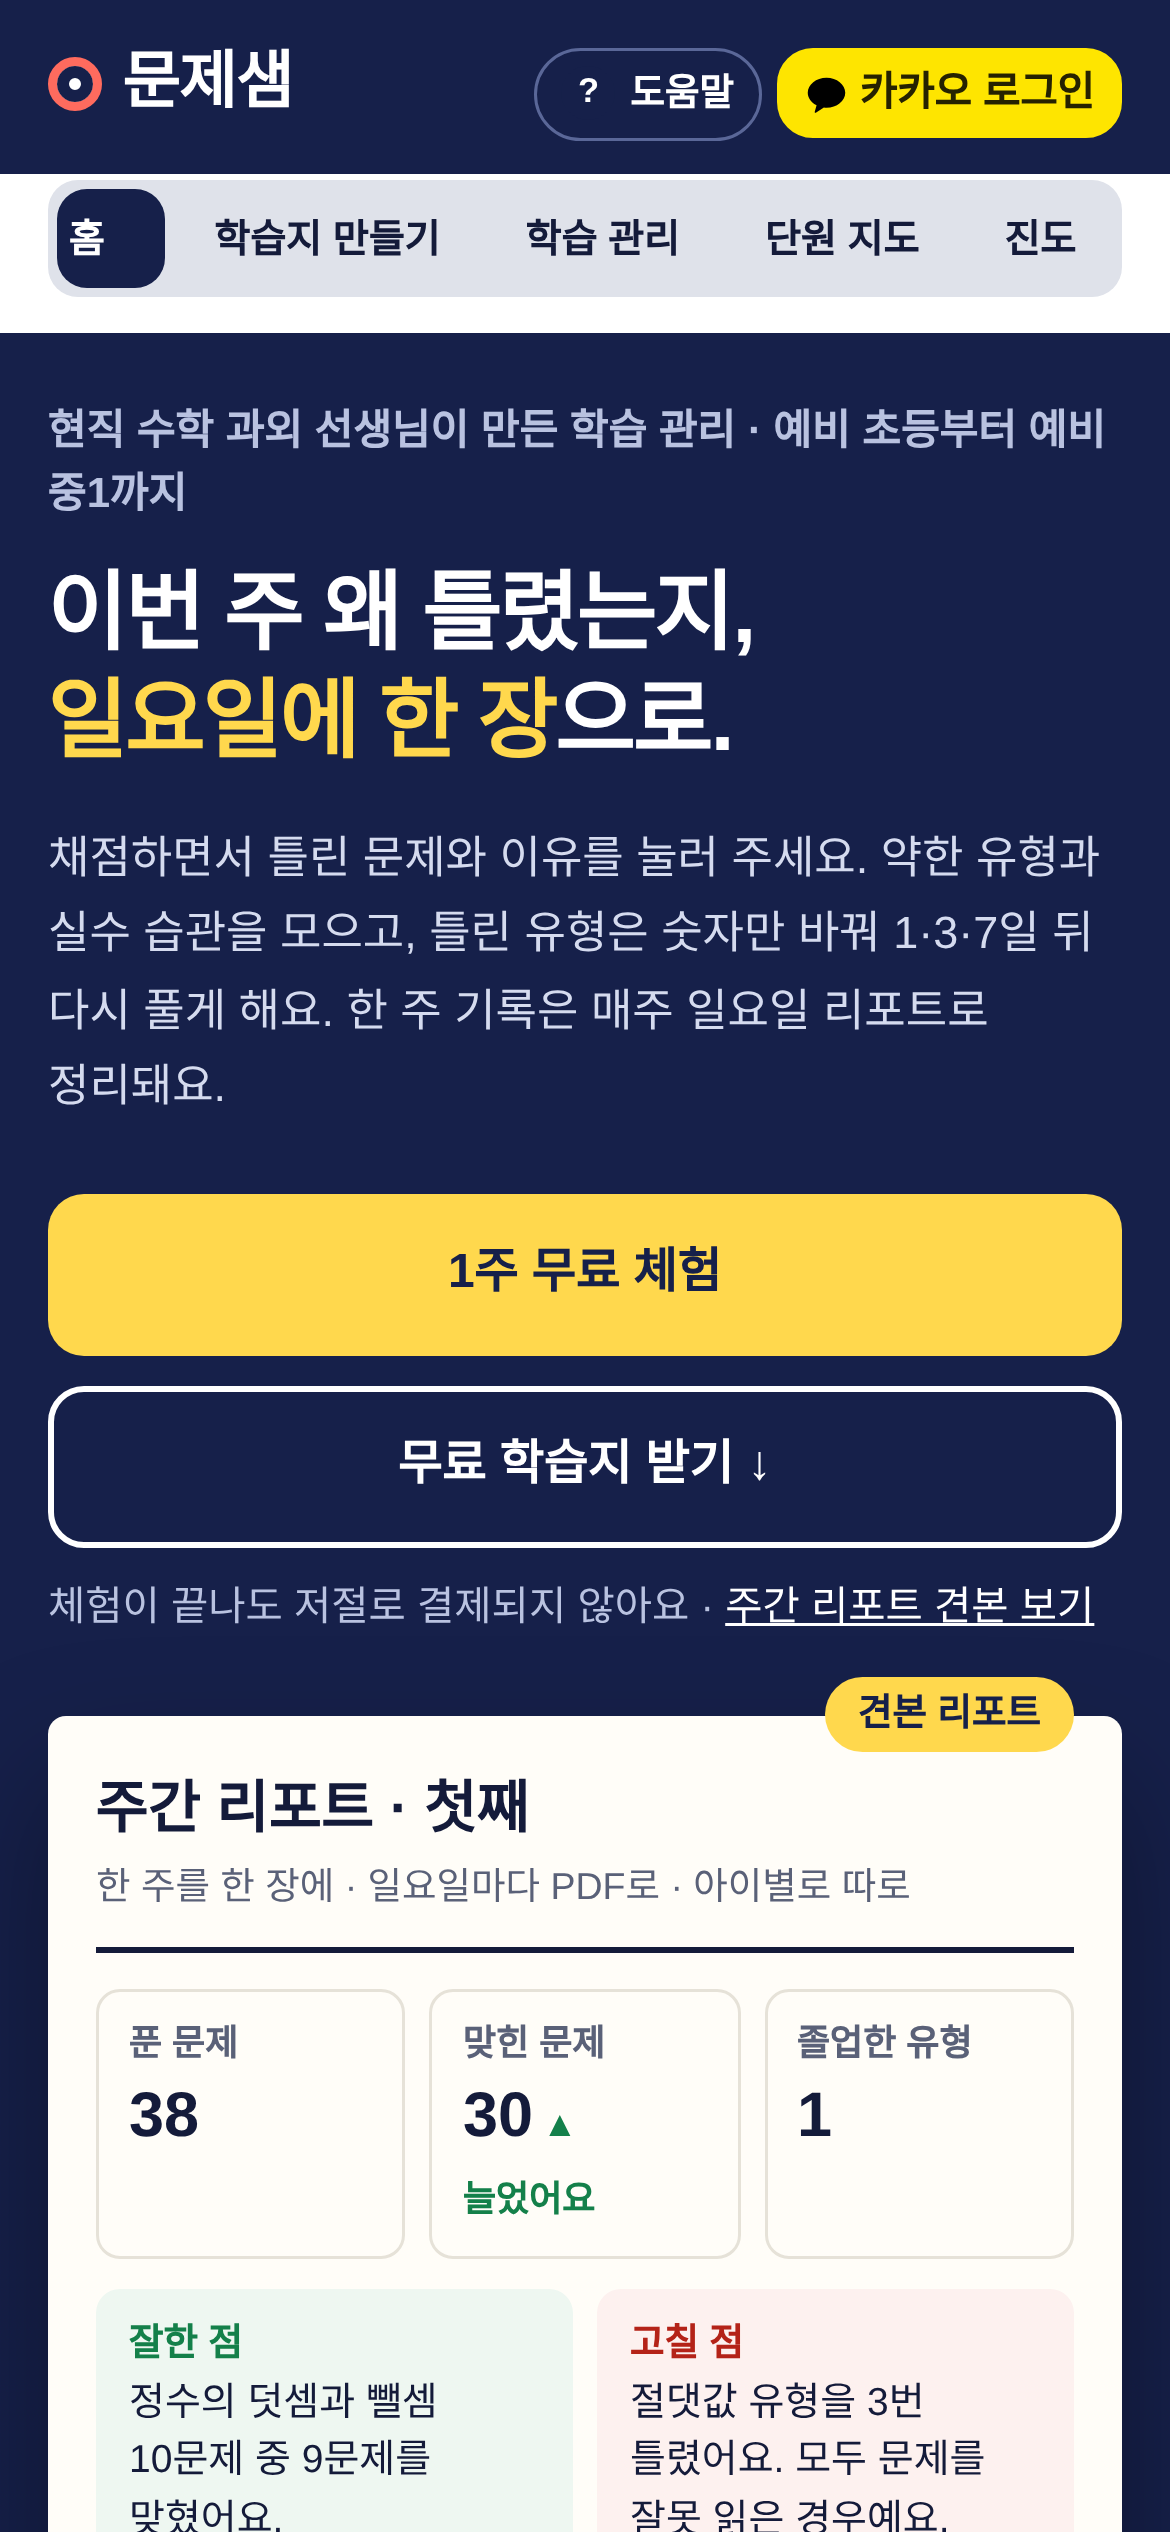 문제샘
? 도움말
카카오 로그인
홈 학습지 만들기 학습 관리 단원 지도 진도
현직 수학 과외 선생님이 만든 학습 관리 · 예비 초등부터 예비
중1까지
이번 주 왜 틀렸는지,
일요일에 한 장으로.
채점하면서 틀린 문제와 이유를 눌러 주세요. 약한 유형과
실수 습관을 모으고, 틀린 유형은 숫자만 바꿔 1·3·7일 뒤
다시 풀게 해요. 한 주 기록은 매주 일요일 리포트로
정리돼요.
1주 무료 체험
무료 학습지 받기 ↓
체험이 끝나도 저절로 결제되지 않아요 · 주간 리포트 견본 보기
견본 리포트
주간 리포트 · 첫째
한 주를 한 장에 · 일요일마다 PDF로 · 아이별로 따로
푼 문제
38
맞힌 문제
30 ▲
늘었어요
졸업한 유형
1
잘한 점
정수의 덧셈과 뺄셈
10문제 중 9문제를
맞혔어요.
고칠 점
절댓값 유형을 3번
틀렸어요. 모두 문제를
잘못 읽은 경우예요.